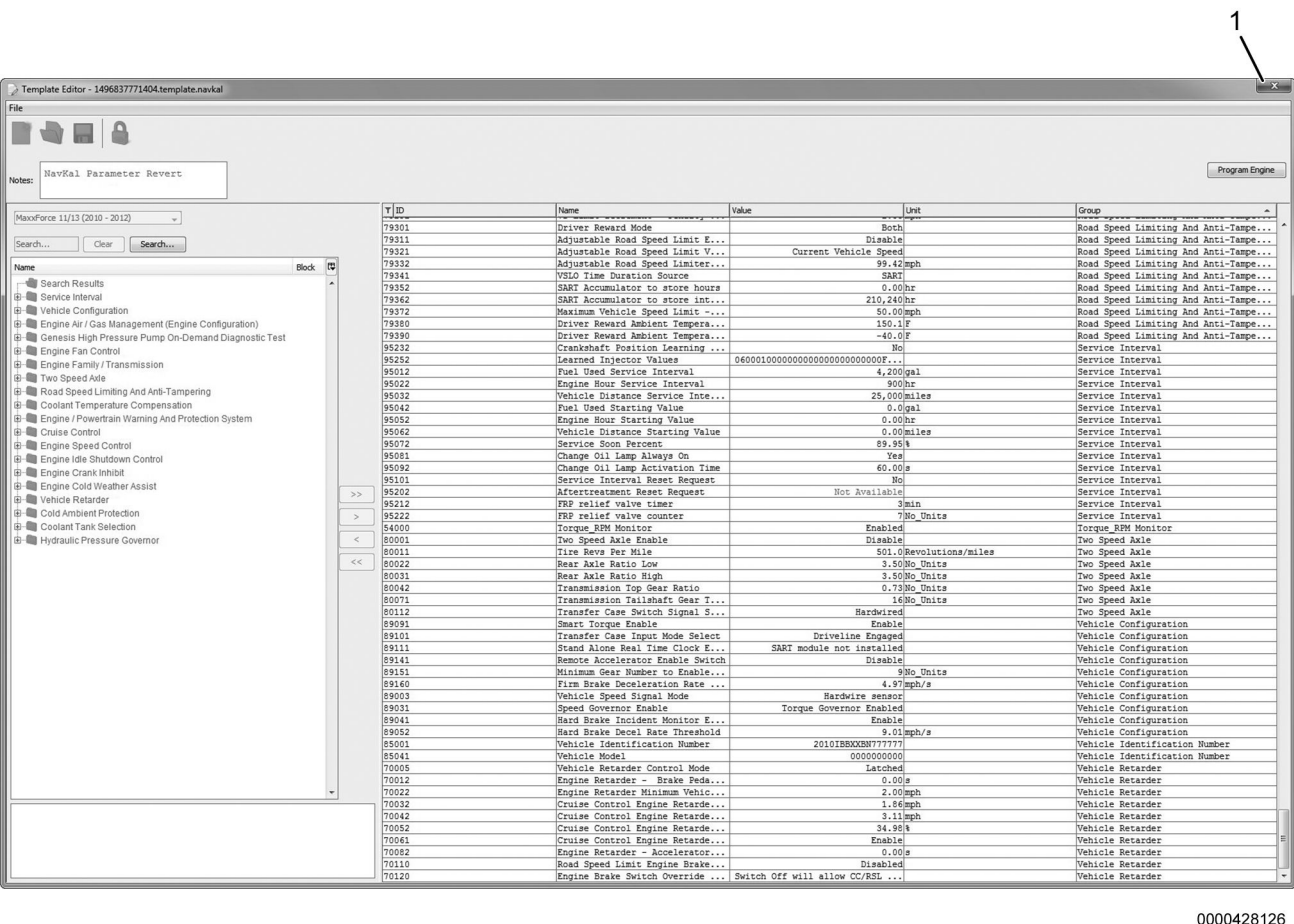 1
Template Editor - 1496837771404.template.navkal
File
Notes: NavKal Parameter Revert
Program Engine
MaxxForce 11/13 (2010 - 2012)
Search... Clear Search...
Name Block
Search Results
Service Interval
Vehicle Configuration
Engine Air / Gas Management (Engine Configuration)
Genesis High Pressure Pump On-Demand Diagnostic Test
Engine Fan Control
Engine Family / Transmission
Two Speed Axle
Road Speed Limiting And Anti-Tampering
Coolant Temperature Compensation
Engine / Powertrain Warning And Protection System
Cruise Control
Engine Speed Control
Engine Idle Shutdown Control
Engine Crank Inhibit
Engine Cold Weather Assist
Vehicle Retarder
Cold Ambient Protection
Coolant Tank Selection
Hydraulic Pressure Governor
>>
>
<
<<
ID Name Value Unit Group
79301 Driver Reward Mode Both Road Speed Limiting And Anti-Tampe...
79311 Adjustable Road Speed Limit E... Disable Road Speed Limiting And Anti-Tampe...
79321 Adjustable Road Speed Limit V... Current Vehicle Speed Road Speed Limiting And Anti-Tampe...
79332 Adjustable Road Speed Limiter... 99.42 mph Road Speed Limiting And Anti-Tampe...
79341 VSLO Time Duration Source SART Road Speed Limiting And Anti-Tampe...
79352 SART Accumulator to store hours 0.00 hr Road Speed Limiting And Anti-Tampe...
79362 SART Accumulator to store int... 210,240 hr Road Speed Limiting And Anti-Tampe...
79372 Maximum Vehicle Speed Limit -... 50.00 mph Road Speed Limiting And Anti-Tampe...
79380 Driver Reward Ambient Tempera... 150.1 F Road Speed Limiting And Anti-Tampe...
79390 Driver Reward Ambient Tempera... -40.0 F Road Speed Limiting And Anti-Tampe...
95232 Crankshaft Position Learning ... No Service Interval
95252 Learned Injector Values Service Interval
95012 Fuel Used Service Interval 4,200 gal Service Interval
95022 Engine Hour Service Interval 900 hr Service Interval
95032 Vehicle Distance Service Inte... 25,000 miles Service Interval
95042 Fuel Used Starting Value 0.0 gal Service Interval
95052 Engine Hour Starting Value 0.00 hr Service Interval
95062 Vehicle Distance Starting Value 0.00 miles Service Interval
95072 Service Soon Percent 89.95 % Service Interval
95081 Change Oil Lamp Always On Yes Service Interval
95092 Change Oil Lamp Activation Time 60.00 s Service Interval
95101 Service Interval Reset Request No Service Interval
95202 Aftertreatment Reset Request Not Available Service Interval
95212 FRP relief valve timer 3 min Service Interval
95222 FRP relief valve counter 7 No_Units Service Interval
54000 Torque_RPM Monitor Enabled Torque_RPM Monitor
80001 Two Speed Axle Enable Disable Two Speed Axle
80011 Tire Revs Per Mile 501.0 Revolutions/miles Two Speed Axle
80022 Rear Axle Ratio Low 3.50 No_Units Two Speed Axle
80031 Rear Axle Ratio High 3.50 No_Units Two Speed Axle
80042 Transmission Top Gear Ratio 0.73 No_Units Two Speed Axle
80071 Transmission Tailshaft Gear T... 16 No_Units Two Speed Axle
80112 Transfer Case Switch Signal S... Hardwired Two Speed Axle
89091 Smart Torque Enable Enable Vehicle Configuration
89101 Transfer Case Input Mode Select Driveline Engaged Vehicle Configuration
89111 Stand Alone Real Time Clock E... SART module not installed Vehicle Configuration
89141 Remote Accelerator Enable Switch Disable Vehicle Configuration
89151 Minimum Gear Number to Enable... 9 No_Units Vehicle Configuration
89160 Firm Brake Deceleration Rate ... 4.97 mph/s Vehicle Configuration
89003 Vehicle Speed Signal Mode Hardwire sensor Vehicle Configuration
89031 Speed Governor Enable Torque Governor Enabled Vehicle Configuration
89041 Hard Brake Incident Monitor E... Enable Vehicle Configuration
89052 Hard Brake Decel Rate Threshold 9.01 mph/s Vehicle Configuration
85001 Vehicle Identification Number 2010IBBXXBN777777 Vehicle Identification Number
85041 Vehicle Model 0000000000 Vehicle Identification Number
70005 Vehicle Retarder Control Mode Latched Vehicle Retarder
70012 Engine Retarder - Brake Peda... 0.00 s Vehicle Retarder
70022 Engine Retarder Minimum Vehic... 2.00 mph Vehicle Retarder
70032 Cruise Control Engine Retarde... 1.86 mph Vehicle Retarder
70042 Cruise Control Engine Retarde... 3.11 mph Vehicle Retarder
70052 Cruise Control Engine Retarde... 34.98 % Vehicle Retarder
70061 Cruise Control Engine Retarde... Enable Vehicle Retarder
70082 Engine Retarder - Accelerator... 0.00 s Vehicle Retarder
70110 Road Speed Limit Engine Brake... Disabled Vehicle Retarder
70120 Engine Brake Switch Override ... Switch Off will allow CC/RSL ... Vehicle Retarder
0000428126